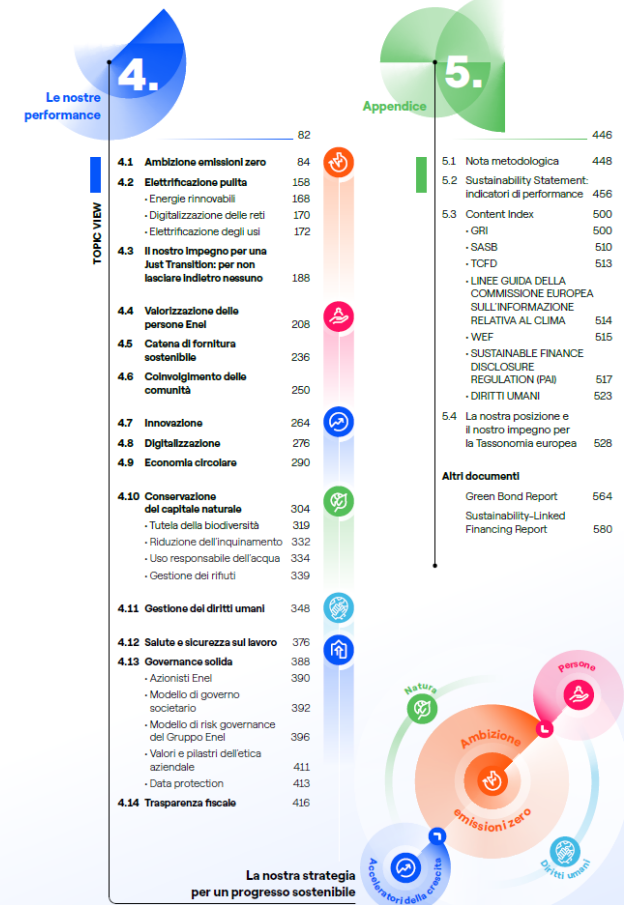 4.
Le nostre
performance
82
TOPIC VIEW
4.1 Ambizione emissioni zero 84
4.2 Elettrificazione pulita 158
• Energie rinnovabili 168
• Digitalizzazione delle reti 170
• Elettrificazione degli usi 172
4.3 Il nostro impegno per una
Just Transition: per non
lasciare indietro nessuno 188
4.4 Valorizzazione delle
persone Enel 208
4.5 Catena di fornitura
sostenibile 236
4.6 Coinvolgimento delle
comunità 250
4.7 Innovazione 264
4.8 Digitalizzazione 276
4.9 Economia circolare 290
4.10 Conservazione
del capitale naturale 304
• Tutela della biodiversità 319
• Riduzione dell'inquinamento 332
• Uso responsabile dell'acqua 334
• Gestione dei rifiuti 339
4.11 Gestione dei diritti umani 348
4.12 Salute e sicurezza sul lavoro 376
4.13 Governance solida 388
• Azionisti Enel 390
• Modello di governo
societario 392
• Modello di risk governance
del Gruppo Enel 396
• Valori e pilastri dell'etica
aziendale 411
• Data protection 413
4.14 Trasparenza fiscale 416
5.
Appendice
446
5.1 Nota metodologica 448
5.2 Sustainability Statement:
indicatori di performance 456
5.3 Content Index 500
• GRI 500
• SASB 510
• TCFD 513
• LINEE GUIDA DELLA
COMMISSIONE EUROPEA
SULL'INFORMAZIONE
RELATIVA AL CLIMA 514
• WEF 515
• SUSTAINABLE FINANCE
DISCLOSURE
REGULATION (PAI) 517
• DIRITTI UMANI 523
5.4 La nostra posizione e
il nostro impegno per
la Tassonomia europea 528
Altri documenti
Green Bond Report 564
Sustainability-Linked
Financing Report 580
La nostra strategia
per un progresso sostenibile
Natura
Persone
Ambizione
emissioni zero
Diritti umani
Acceleratori della crescita